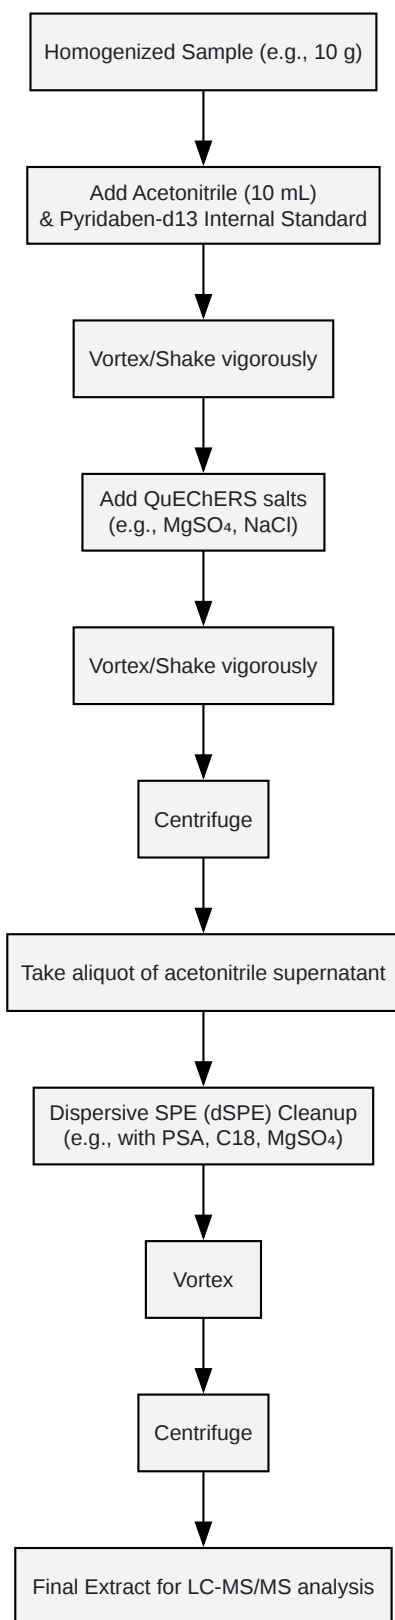 Homogenized Sample (e.g., 10 g)
Add Acetonitrile (10 mL)
& Pyridaben-d13 Internal Standard
Vortex/Shake vigorously
Add QuEChERS salts
(e.g., MgSO₄, NaCl)
Vortex/Shake vigorously
Centrifuge
Take aliquot of acetonitrile supernatant
Dispersive SPE (dSPE) Cleanup
(e.g., with PSA, C18, MgSO₄)
Vortex
Centrifuge
Final Extract for LC-MS/MS analysis